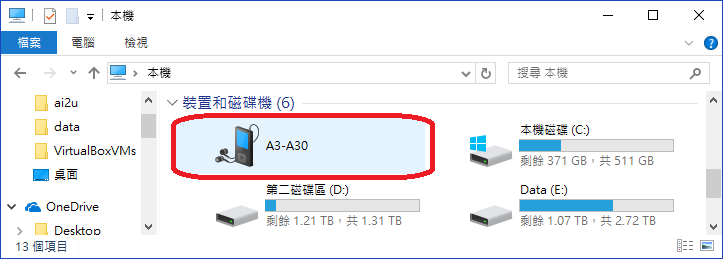 本機
檔案 電腦 檢視
本機 搜尋 本機
ai2u
data
VirtualBoxVMs
桌面
OneDrive
Desktop
裝置和磁碟機 (6)
A3-A30
本機磁碟 (C:)
剩餘 371 GB，共 511 GB
第二磁碟區 (D:)
剩餘 1.21 TB，共 1.31 TB
Data (E:)
剩餘 1.07 TB，共 2.72 TB
13 個項目